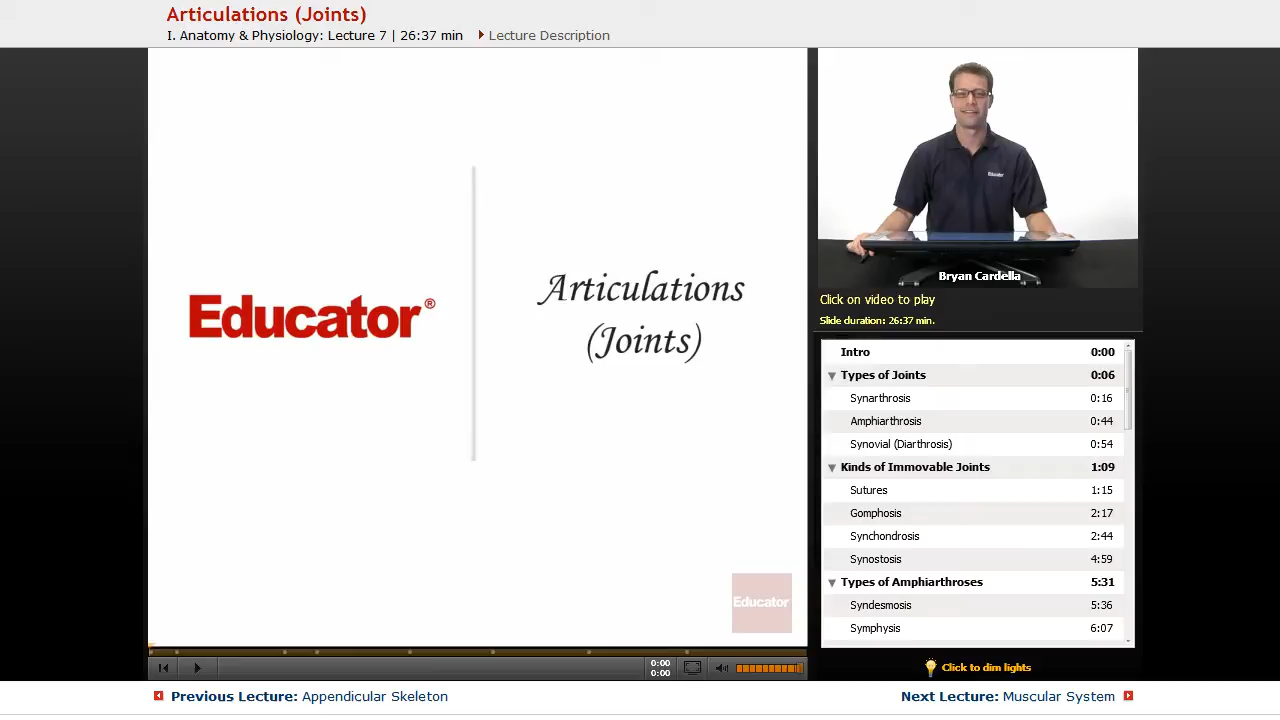 Articulations (Joints)
I. Anatomy & Physiology: Lecture 7 | 26:37 min Lecture Description
Educator®
Articulations
(Joints)
Educator
Educator
Bryan Cardella
Click on video to play
Slide duration: 26:37 min.
Intro 0:00
Types of Joints 0:06
Synarthrosis 0:16
Amphiarthrosis 0:44
Synovial (Diarthrosis) 0:54
Kinds of Immovable Joints 1:09
Sutures 1:15
Gomphosis 2:17
Synchondrosis 2:44
Synostosis 4:59
Types of Amphiarthroses 5:31
Syndesmosis 5:36
Symphysis 6:07
0:00
0:00
Click to dim lights
Previous Lecture: Appendicular Skeleton
Next Lecture: Muscular System